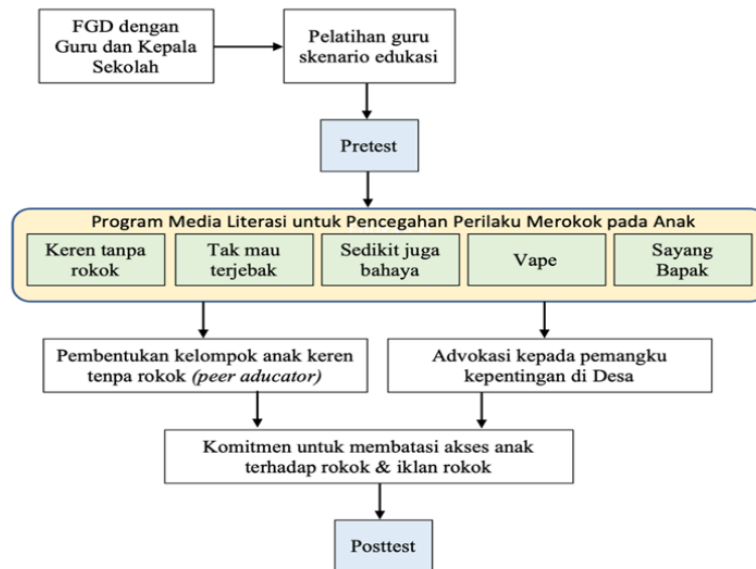 FGD dengan
Guru dan Kepala
Sekolah
Pelatihan guru
skenario edukasi
Pretest
Program Media Literasi untuk Pencegahan Perilaku Merokok pada Anak
Keren tanpa
rokok
Tak mau
terjebak
Sedikit juga
bahaya
Vape
Sayang
Bapak
Pembentukan kelompok anak keren
tenpa rokok (peer aducator)
Advokasi kepada pemangku
kepentingan di Desa
Komitmen untuk membatasi akses anak
terhadap rokok & iklan rokok
Posttest